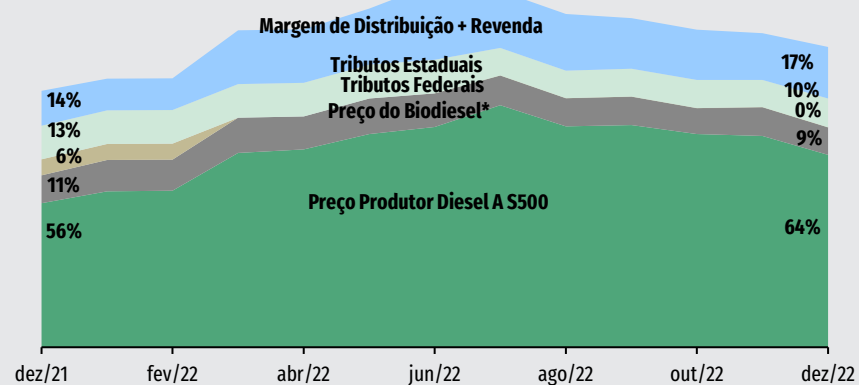 Margem de Distribuição + Revenda
Tributos Estaduais
Tributos Federais
Preço do Biodiesel*
Preço Produtor Diesel A S500
14%
13%
6%
11%
56%
17%
10%
0%
9%
64%
dez/21 fev/22 abr/22 jun/22 ago/22 out/22 dez/22